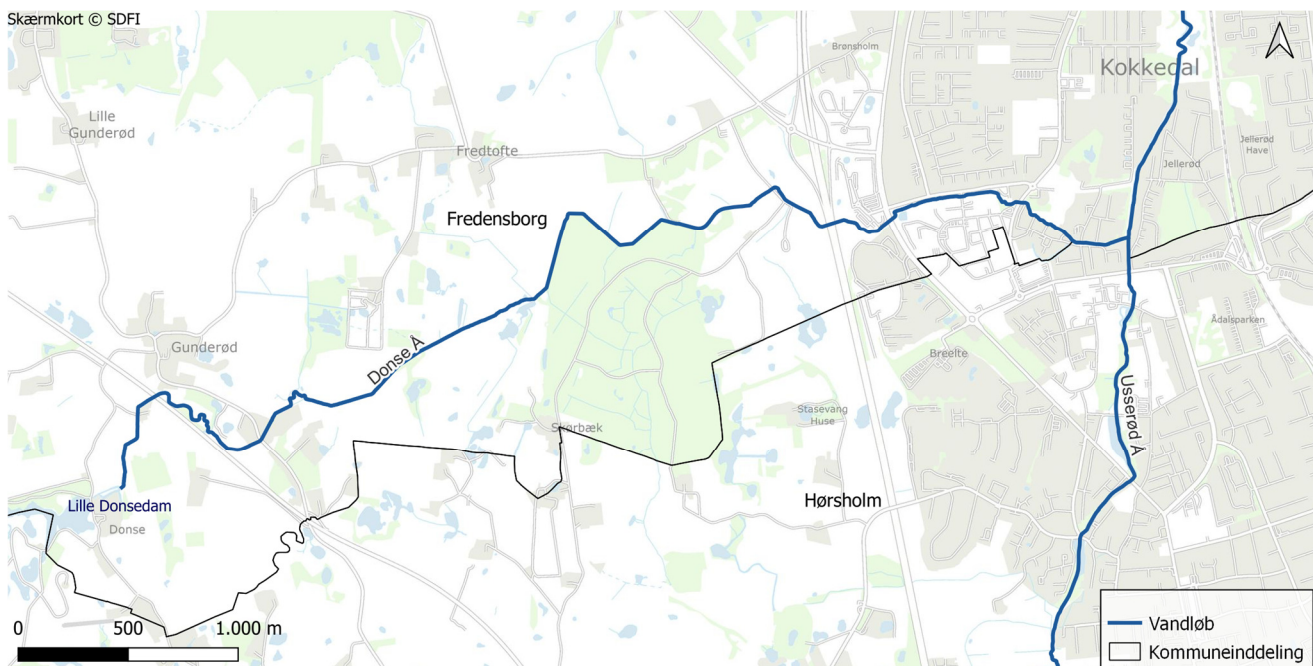 Skærmkort © SDFI
Brønsholm
Kokkedal
Lille
Gunderød
Fredtofte
Jellerød
Have
Jellerød
Fredensborg
Gunderød
Donse Å
Ådalsparken
Breelte
Usserød Å
Stasevang
Huse
Skørbæk
Hørsholm
Lille Donsedam
Donse
0 500 1.000 m
Vandløb
Kommuneinddeling